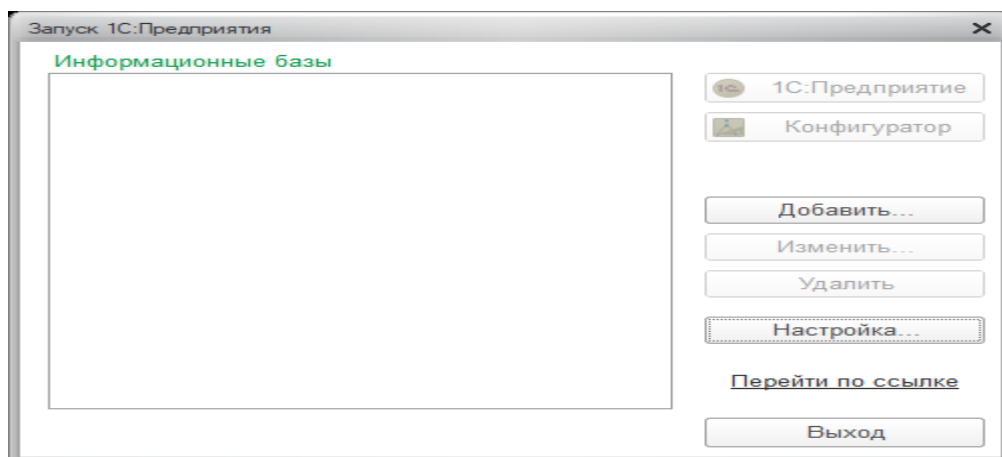 Запуск 1С:Предприятия
Информационные базы
1С:Предприятие
Конфигуратор
Добавить...
Изменить...
Удалить
Настройка...
Перейти по ссылке
Выход